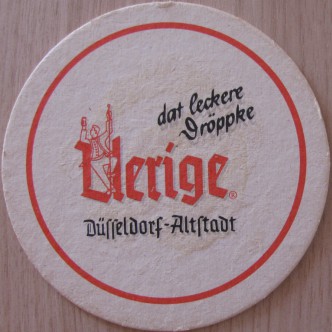 dat leckere
Dröppke
Uerige®
Düsseldorf-Altstadt